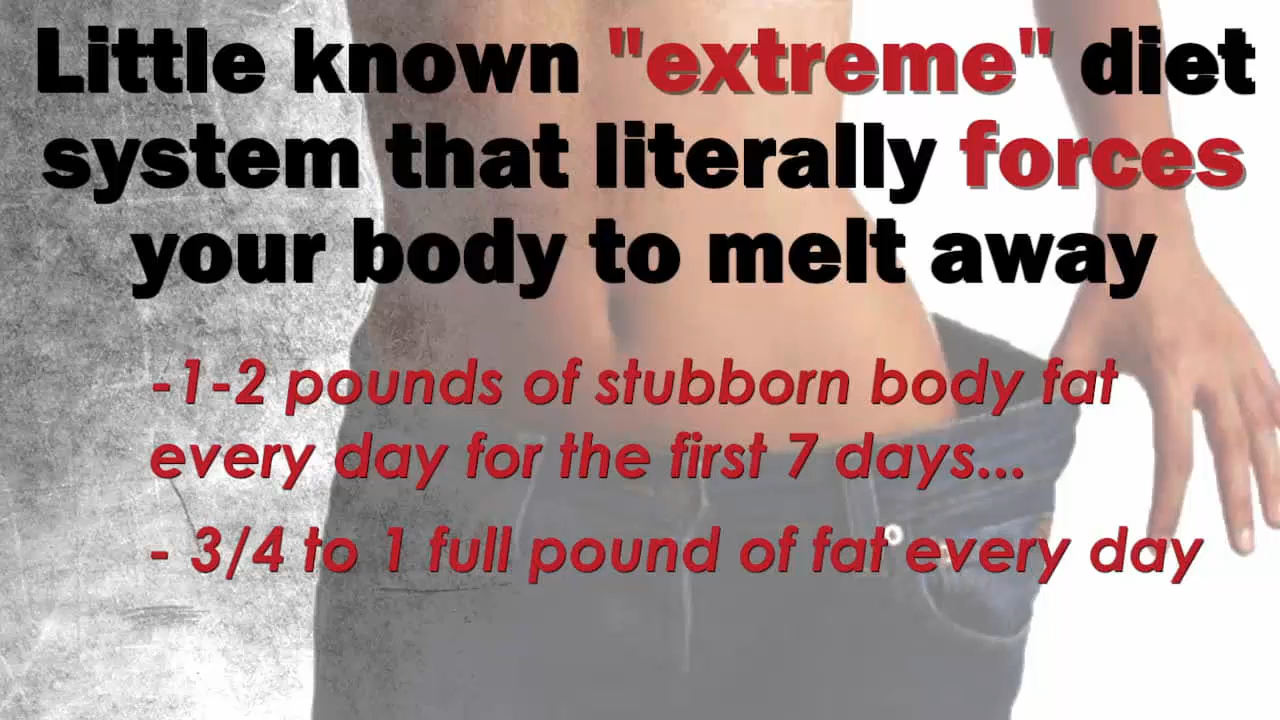 Little known "extreme" diet
system that literally forces
your body to melt away
-1-2 pounds of stubborn body fat
every day for the first 7 days...
- 3/4 to 1 full pound of fat every day